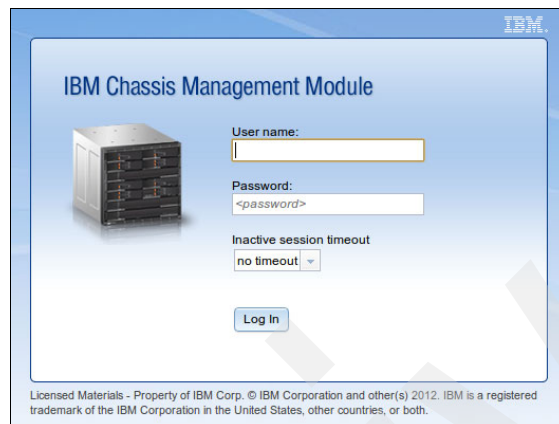 IBM.
IBM Chassis Management Module
User name:
Password:
<password>
Inactive session timeout
no timeout
Log In
Licensed Materials - Property of IBM Corp. © IBM Corporation and other(s) 2012. IBM is a registered
trademark of the IBM Corporation in the United States, other countries, or both.